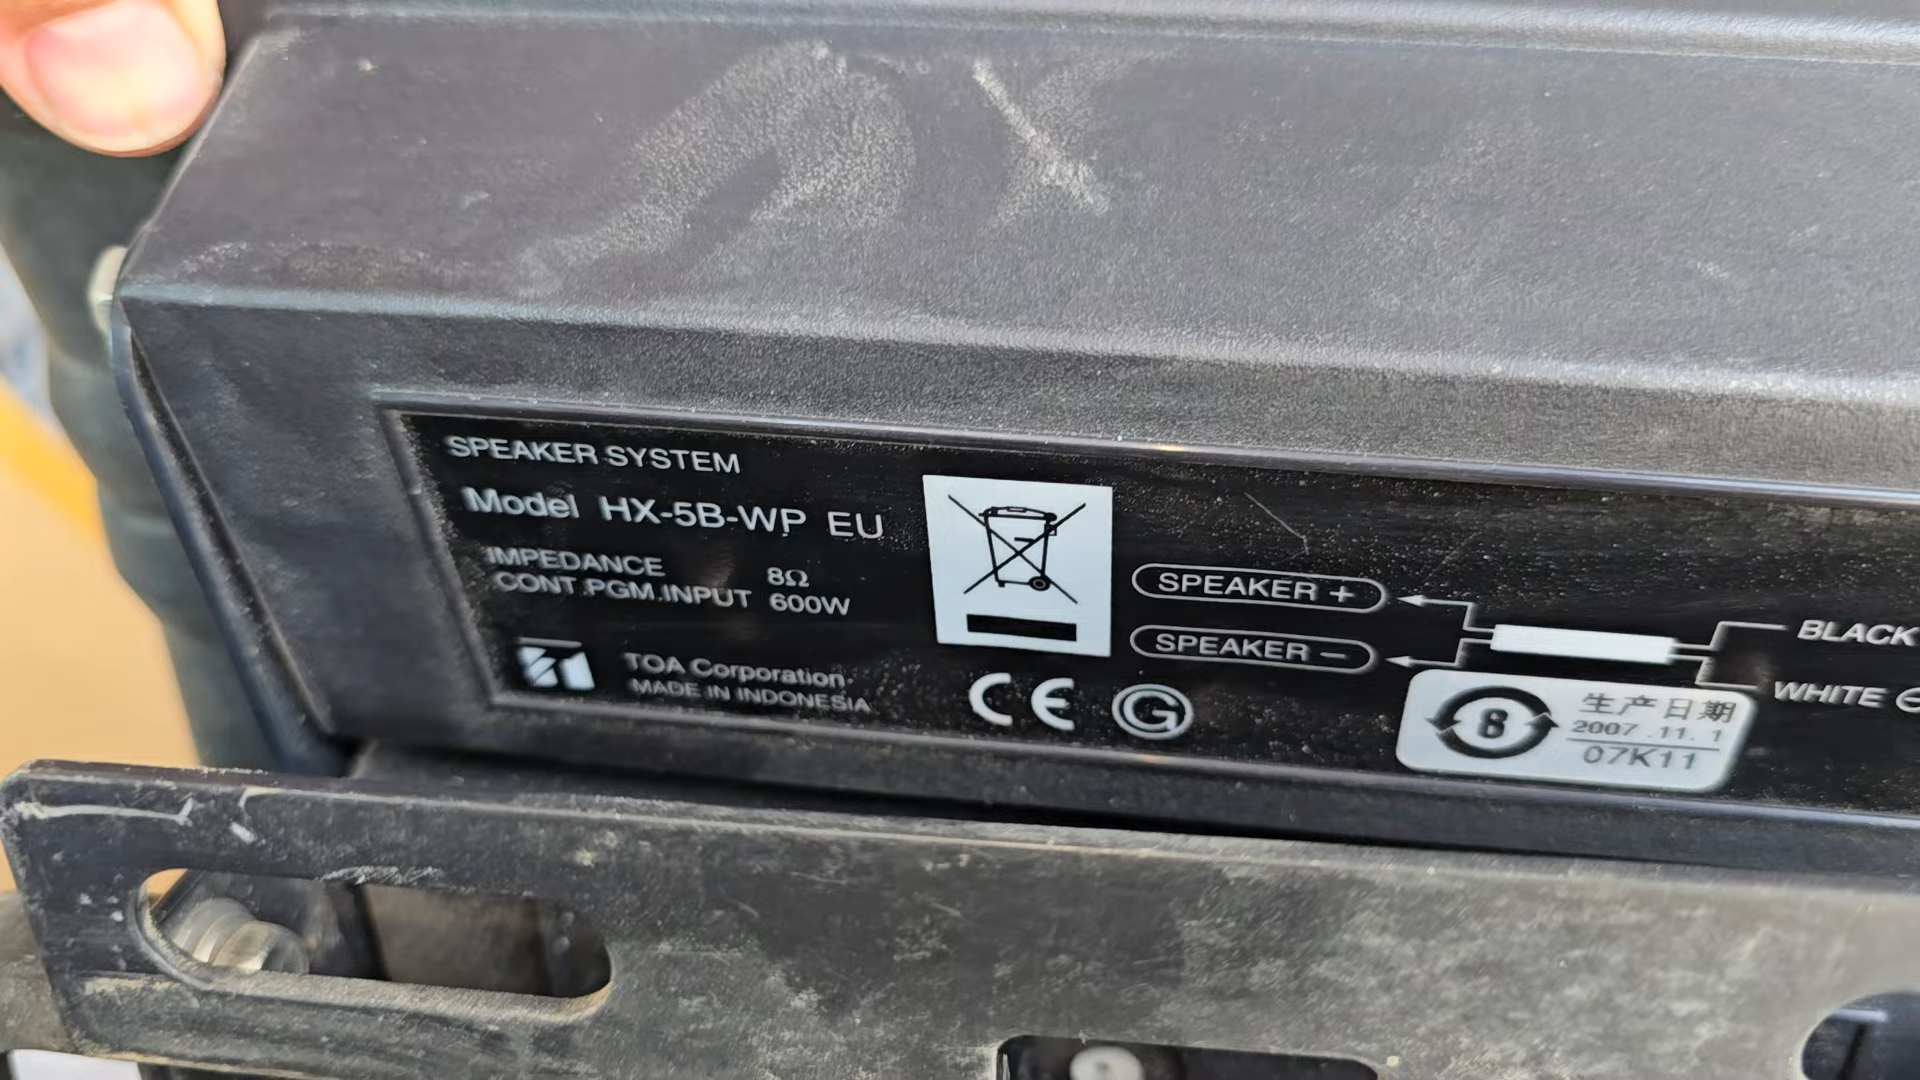 SPEAKER SYSTEM
Model HX-5B-WP EU
IMPEDANCE 8Ω
CONT.PGM.INPUT 600W
TOA Corporation
MADE IN INDONESIA
CE G
SPEAKER +
SPEAKER −
BLACK
WHITE ⊖
生产日期
2007.11.1
07K11